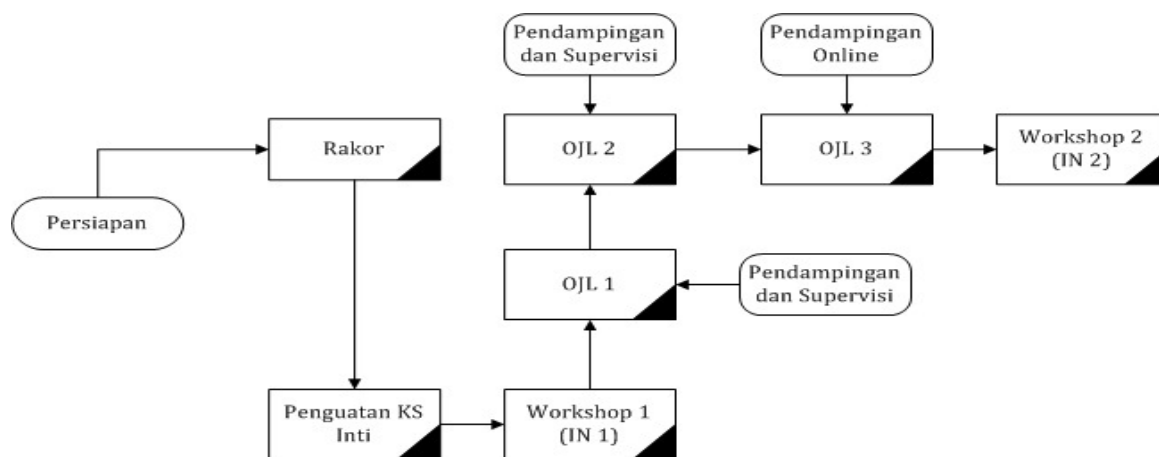 Pendampingan
dan Supervisi
Pendampingan
Online
Rakor
OJL 2
OJL 3
Workshop 2
(IN 2)
Persiapan
OJL 1
Pendampingan
dan Supervisi
Penguatan KS
Inti
Workshop 1
(IN 1)